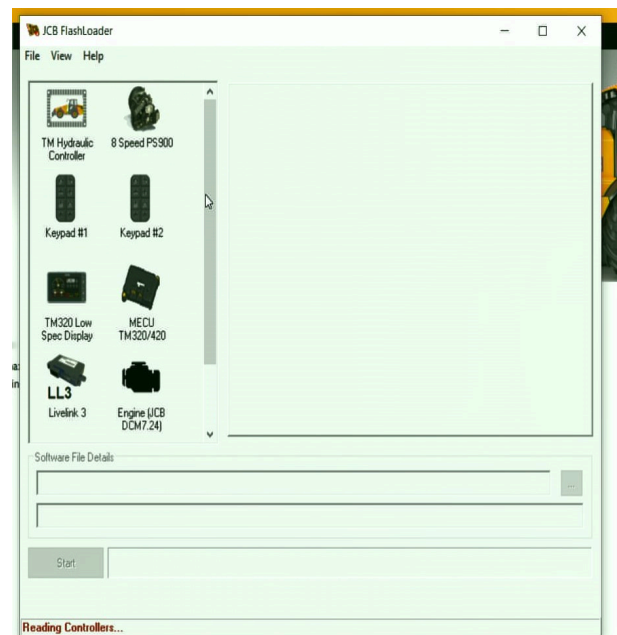 JCB FlashLoader
File View Help
TM Hydraulic
Controller
8 Speed PS900
Keypad #1
Keypad #2
TM320 Low
Spec Display
MECU
TM320/420
LL3
Livelink 3
Engine (JCB
DCM7.24)
Software File Details
...
Start
Reading Controllers...